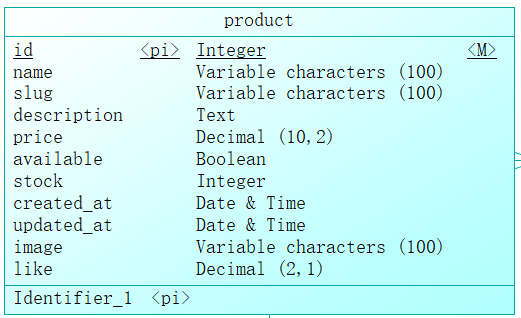 product
id <pi> Integer <M>
name Variable characters (100)
slug Variable characters (100)
description Text
price Decimal (10,2)
available Boolean
stock Integer
created_at Date & Time
updated_at Date & Time
image Variable characters (100)
like Decimal (2,1)
Identifier_1 <pi>